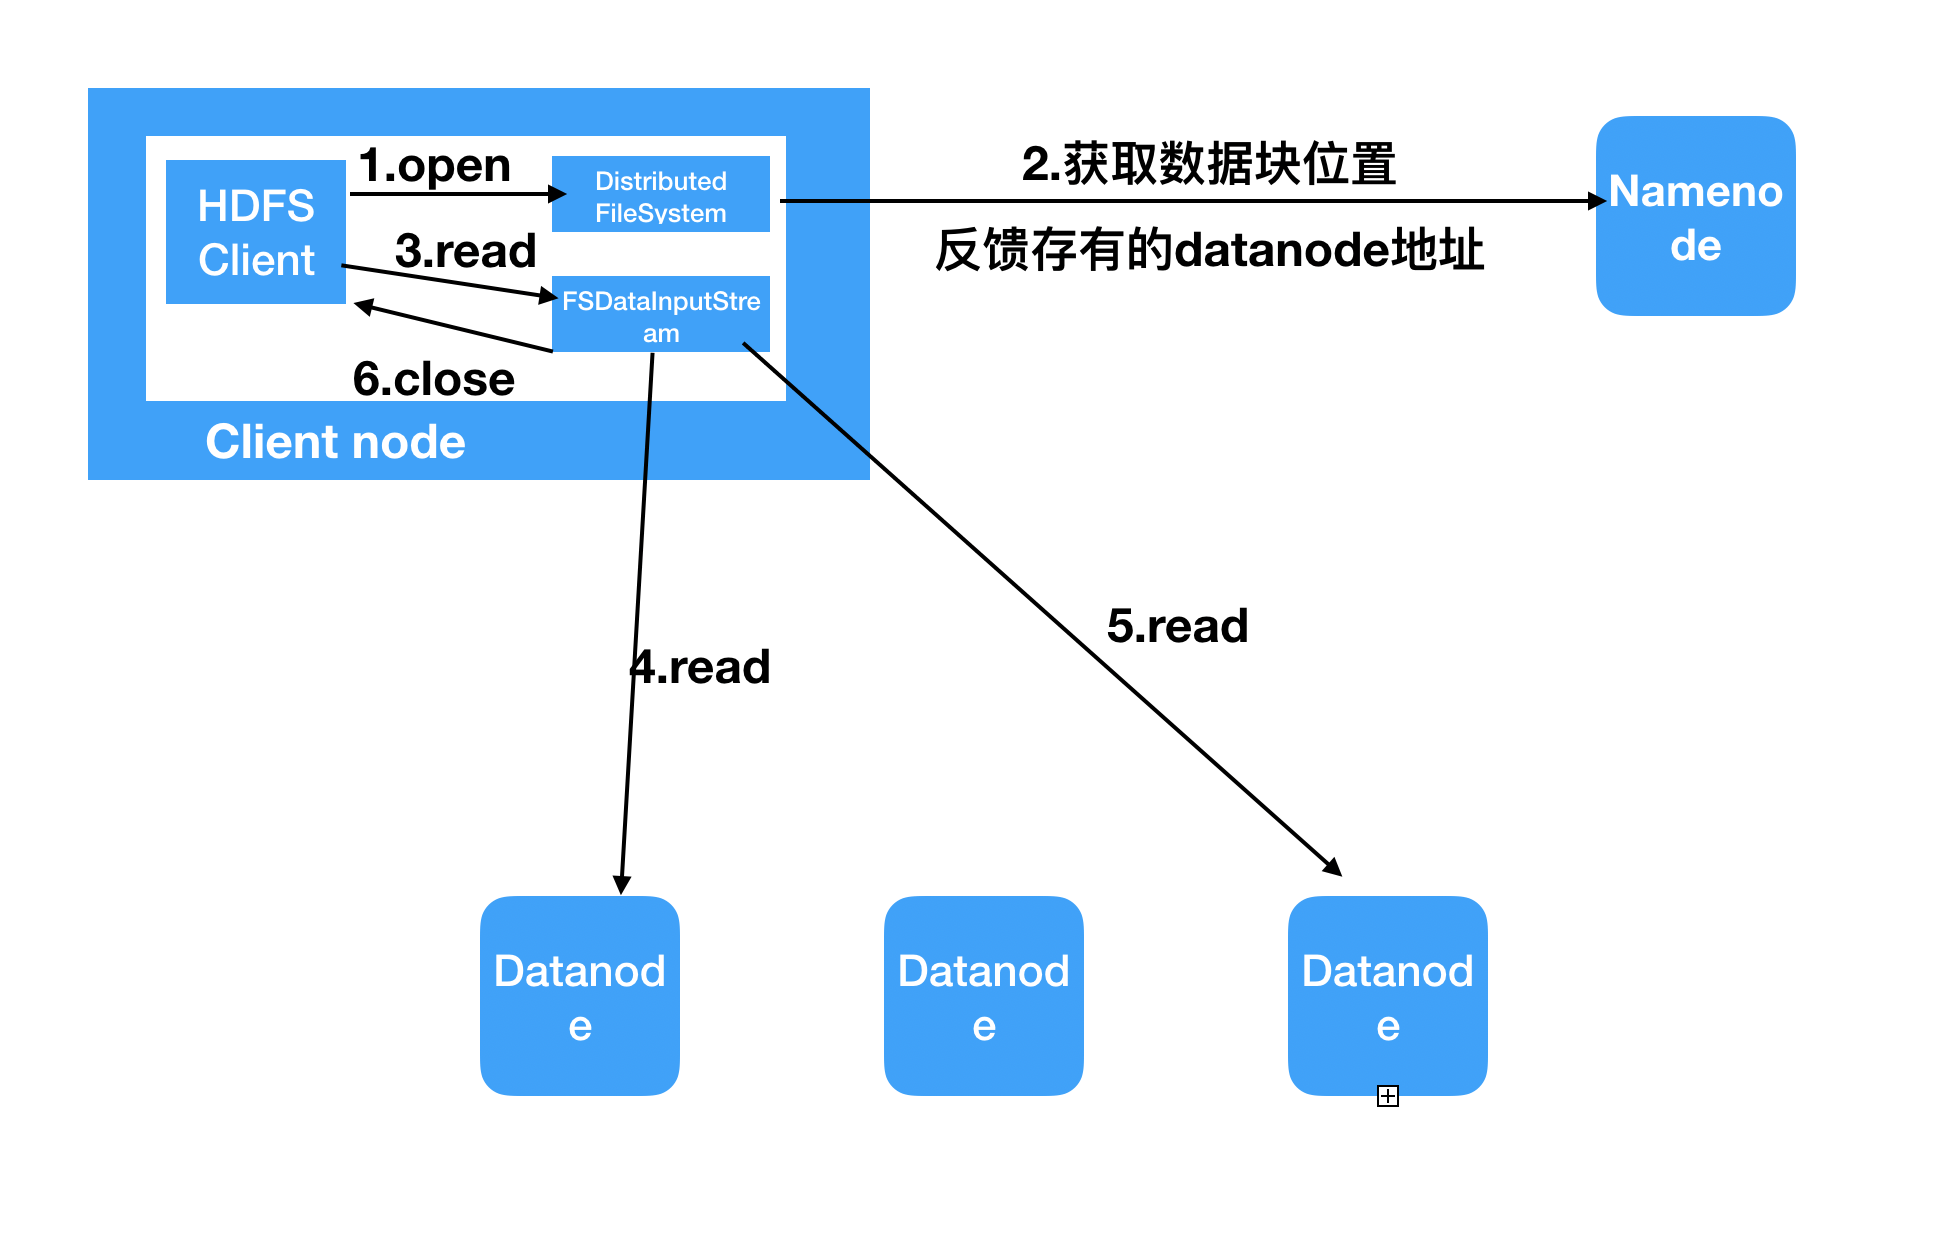 1.open
HDFS
Client
Distributed
FileSystem
3.read
FSDataInputStre
am
6.close
Client node
2.获取数据块位置
反馈存有的datanode地址
Nameno
de
4.read
5.read
Datanod
e
Datanod
e
Datanod
e